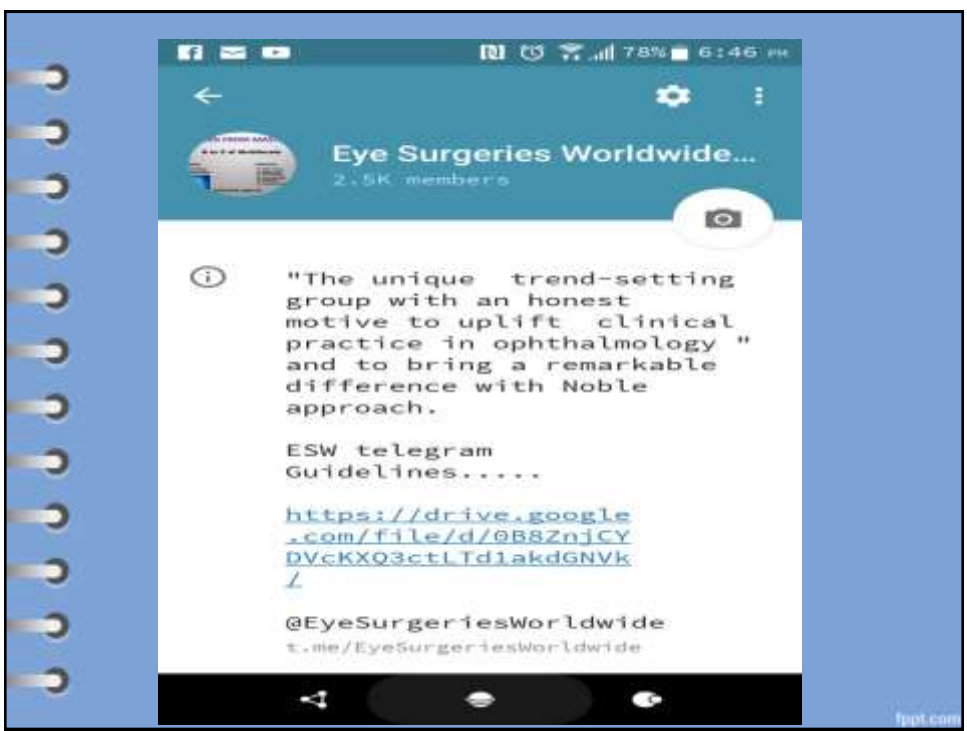 78% 6:46 PM
Eye Surgeries Worldwide...
2.5K members
"The unique trend-setting
group with an honest
motive to uplift clinical
practice in ophthalmology "
and to bring a remarkable
difference with Noble
approach.
ESW telegram
Guidelines.....
https://drive.google
.com/file/d/0B8ZnjCY
DVcKXQ3ctLTd1akdGNVk
/
@EyeSurgeriesWorldwide
t.me/EyeSurgeriesWorldwide
fppt.com